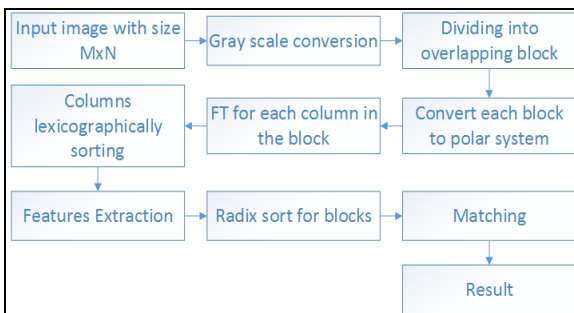 Input image with size
MxN
Gray scale conversion
Dividing into
overlapping block
Convert each block
to polar system
FT for each column in
the block
Columns
lexicographically
sorting
Features Extraction
Radix sort for blocks
Matching
Result